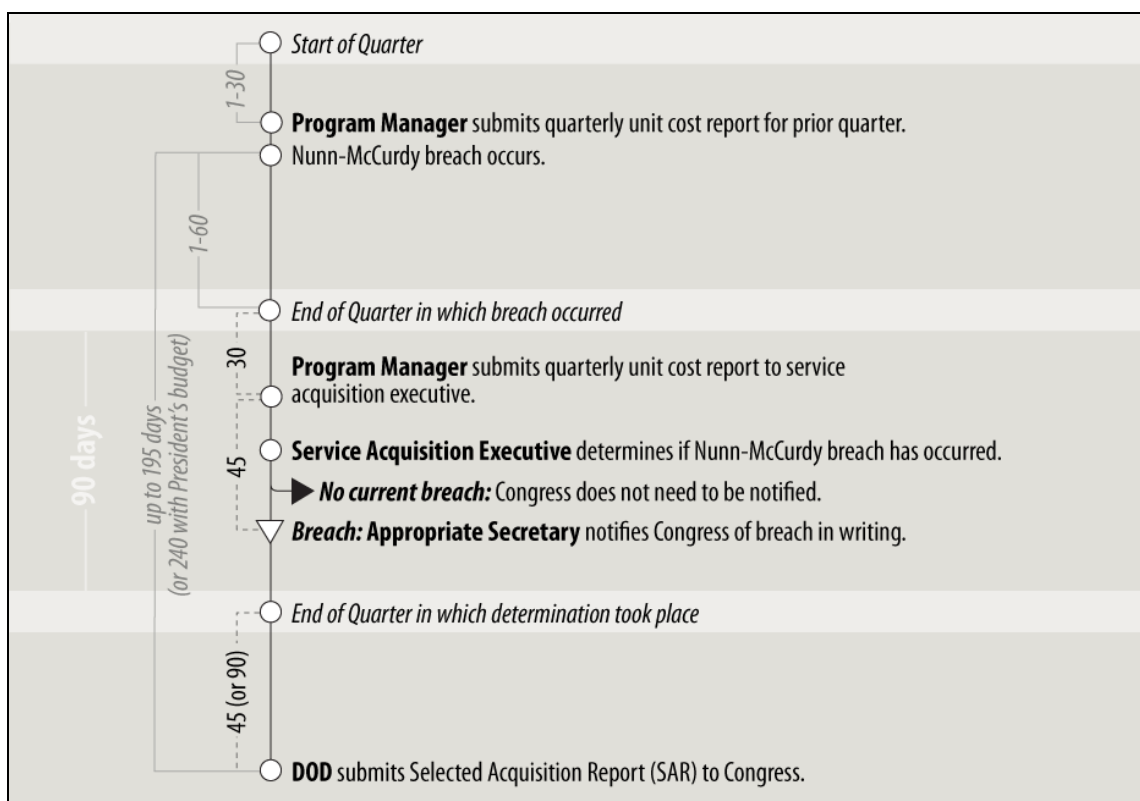 Start of Quarter
1-30
Program Manager submits quarterly unit cost report for prior quarter.
Nunn-McCurdy breach occurs.
1-60
End of Quarter in which breach occurred
30
Program Manager submits quarterly unit cost report to service
acquisition executive.
90 days
up to 195 days
(or 240 with President's budget)
45
Service Acquisition Executive determines if Nunn-McCurdy breach has occurred.
No current breach: Congress does not need to be notified.
Breach: Appropriate Secretary notifies Congress of breach in writing.
End of Quarter in which determination took place
45 (or 90)
DOD submits Selected Acquisition Report (SAR) to Congress.